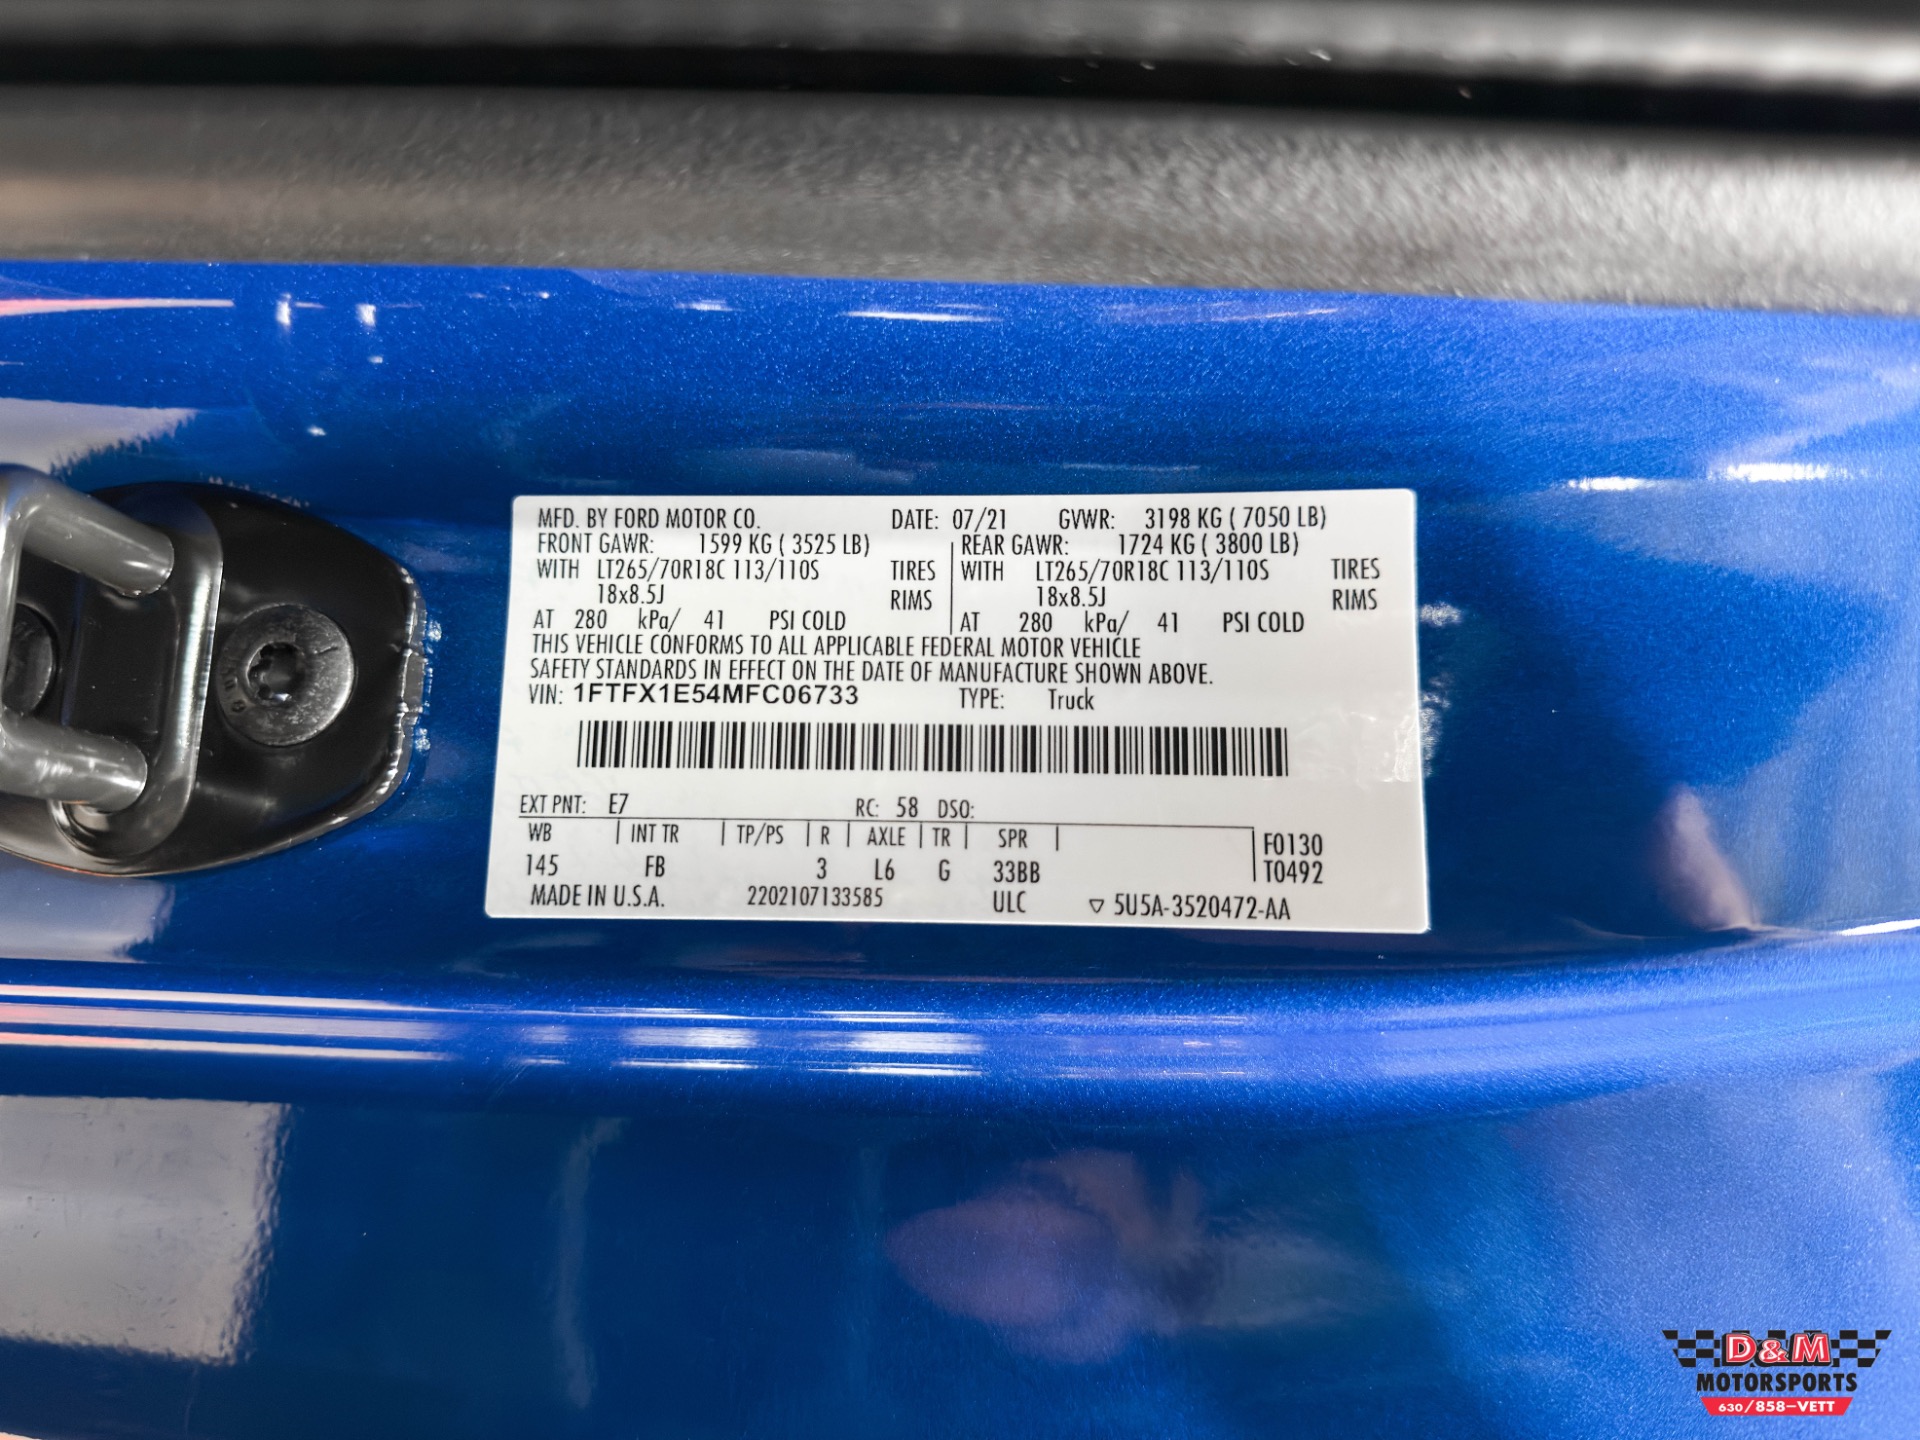 MFD. BY FORD MOTOR CO. DATE: 07/21 GVWR: 3198 KG ( 7050 LB)
FRONT GAWR: 1599 KG ( 3525 LB) REAR GAWR: 1724 KG ( 3800 LB)
WITH LT265/70R18C 113/110S TIRES WITH LT265/70R18C 113/110S TIRES
18x8.5J RIMS 18x8.5J RIMS
AT 280 kPa/ 41 PSI COLD AT 280 kPa/ 41 PSI COLD
THIS VEHICLE CONFORMS TO ALL APPLICABLE FEDERAL MOTOR VEHICLE
SAFETY STANDARDS IN EFFECT ON THE DATE OF MANUFACTURE SHOWN ABOVE.
VIN: 1FTFX1E54MFC06733 TYPE: Truck
EXT PNT: E7 RC: 58 DSO:
WB INT TR TP/PS R AXLE TR SPR F0130
145 FB 3 L6 G 33BB T0492
MADE IN U.S.A. 2202107133585 ULC ▽ 5U5A-3520472-AA
D&M
MOTORSPORTS
630/858-VETT